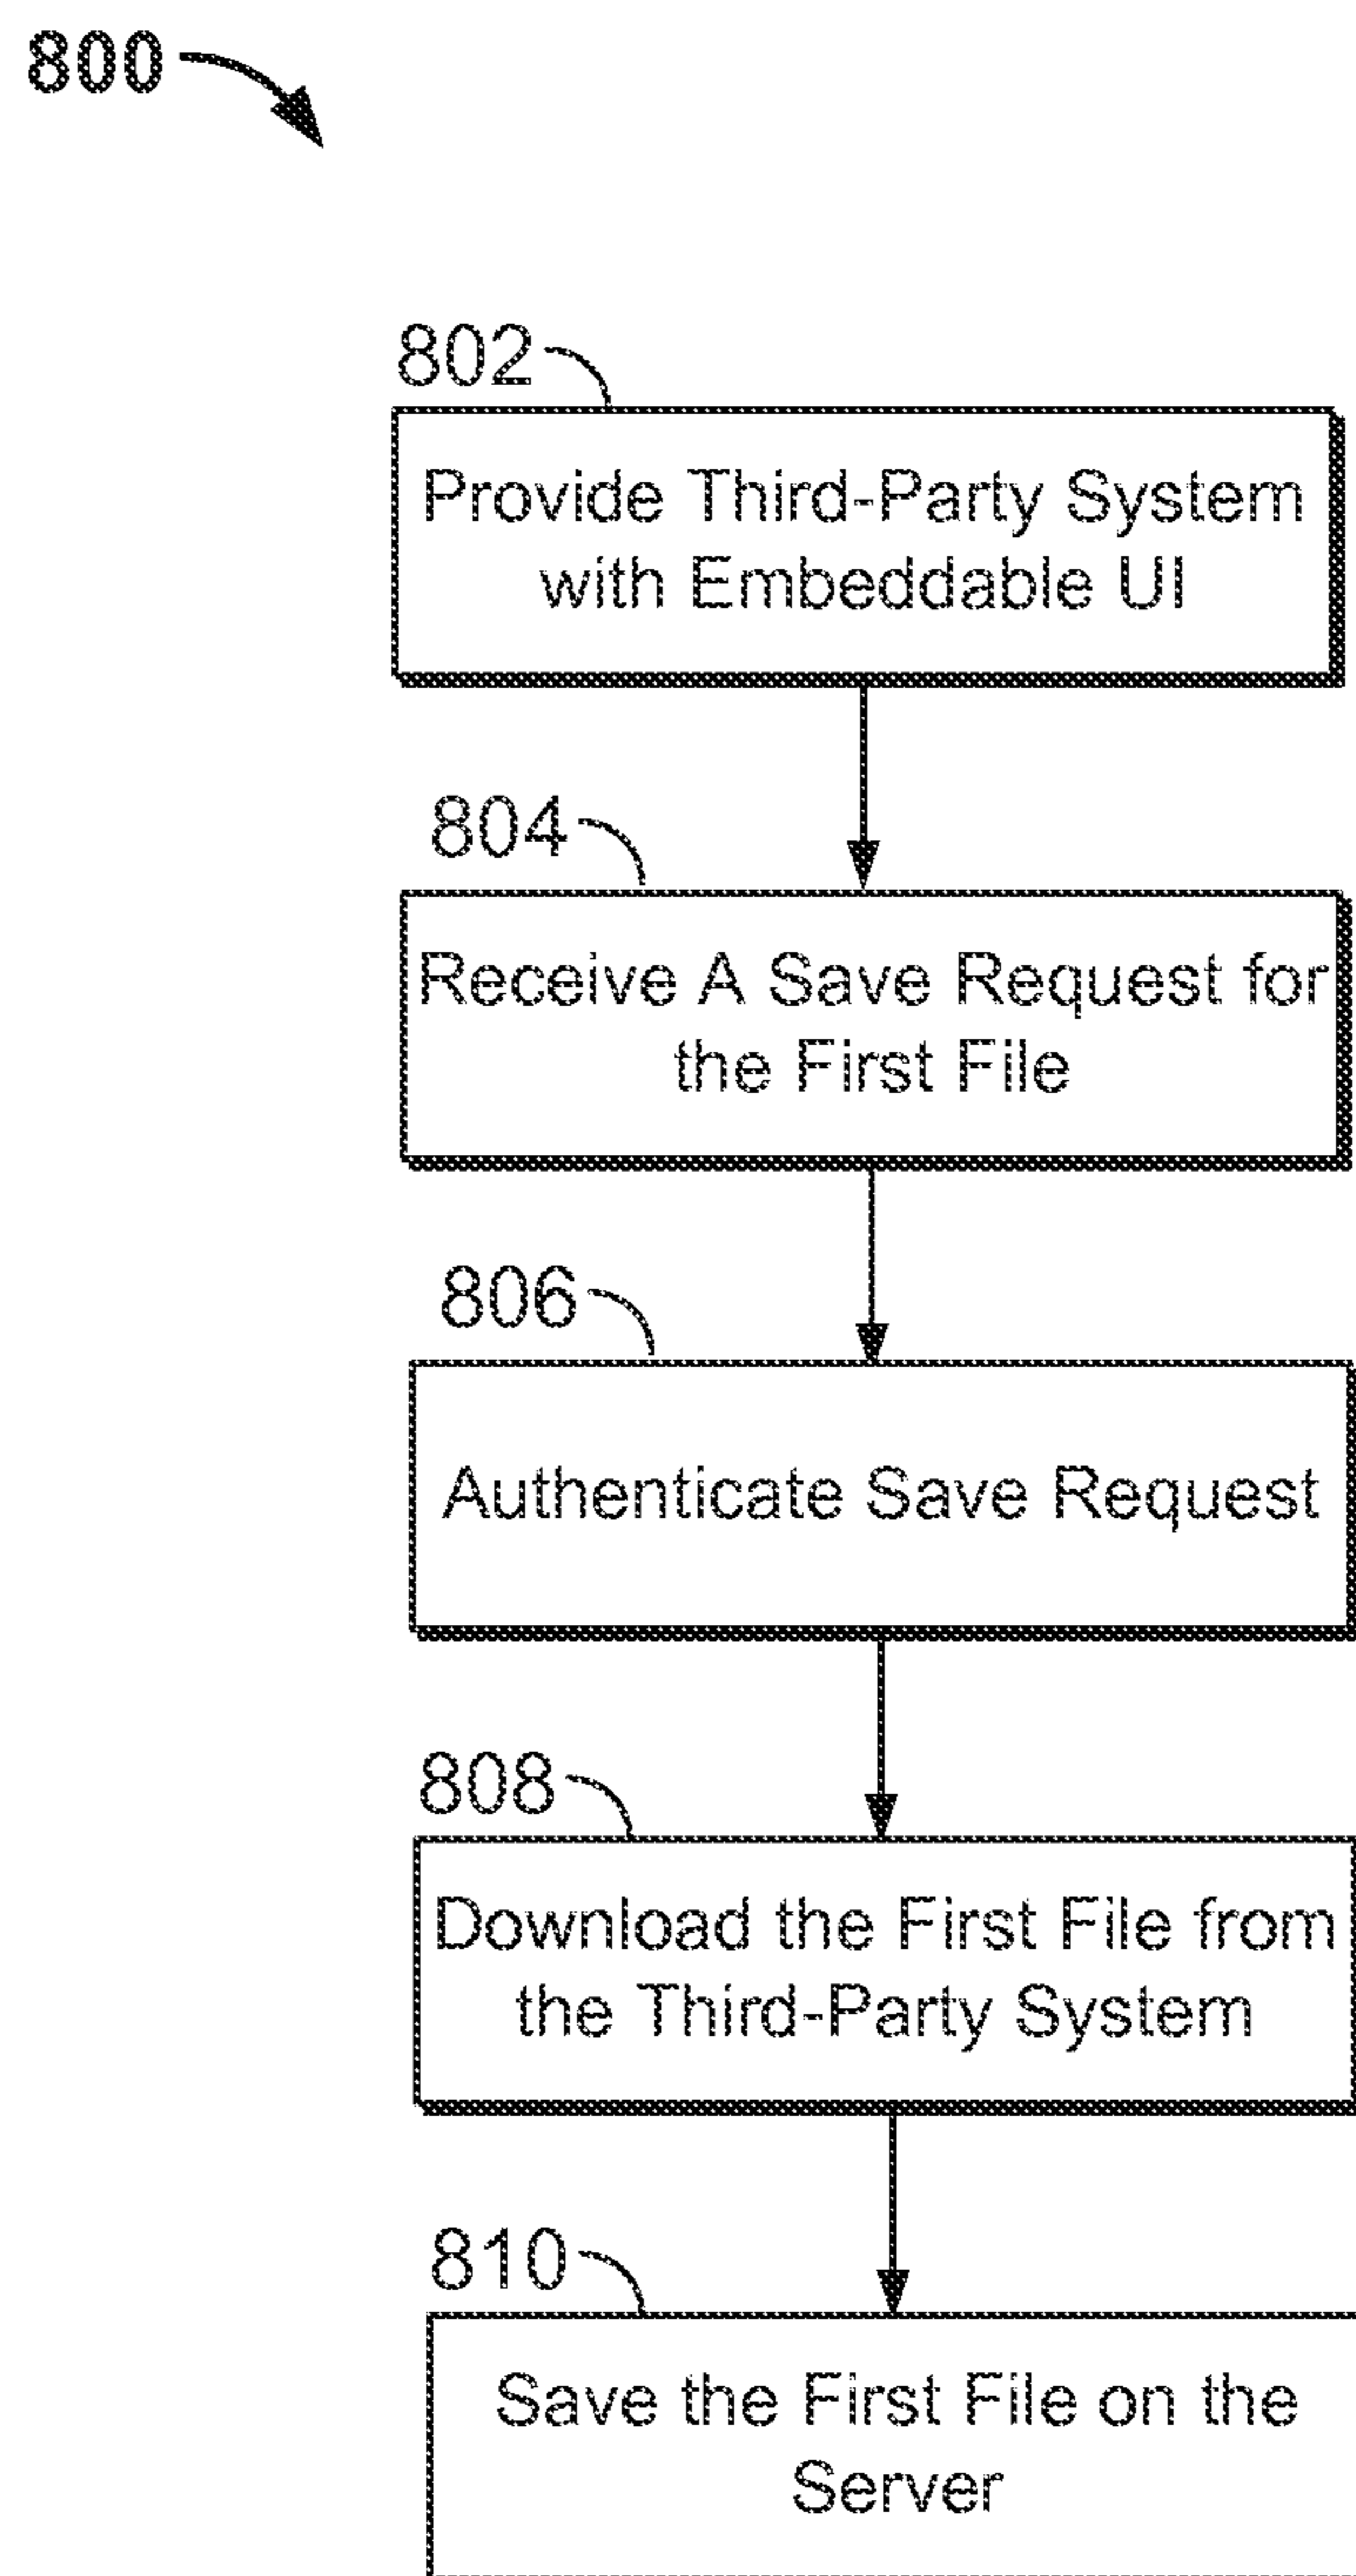 800
802
Provide Third-Party System
with Embeddable UI
804
Receive A Save Request for
the First File
806
Authenticate Save Request
808
Download the First File from
the Third-Party System
810
Save the First File on the
Server